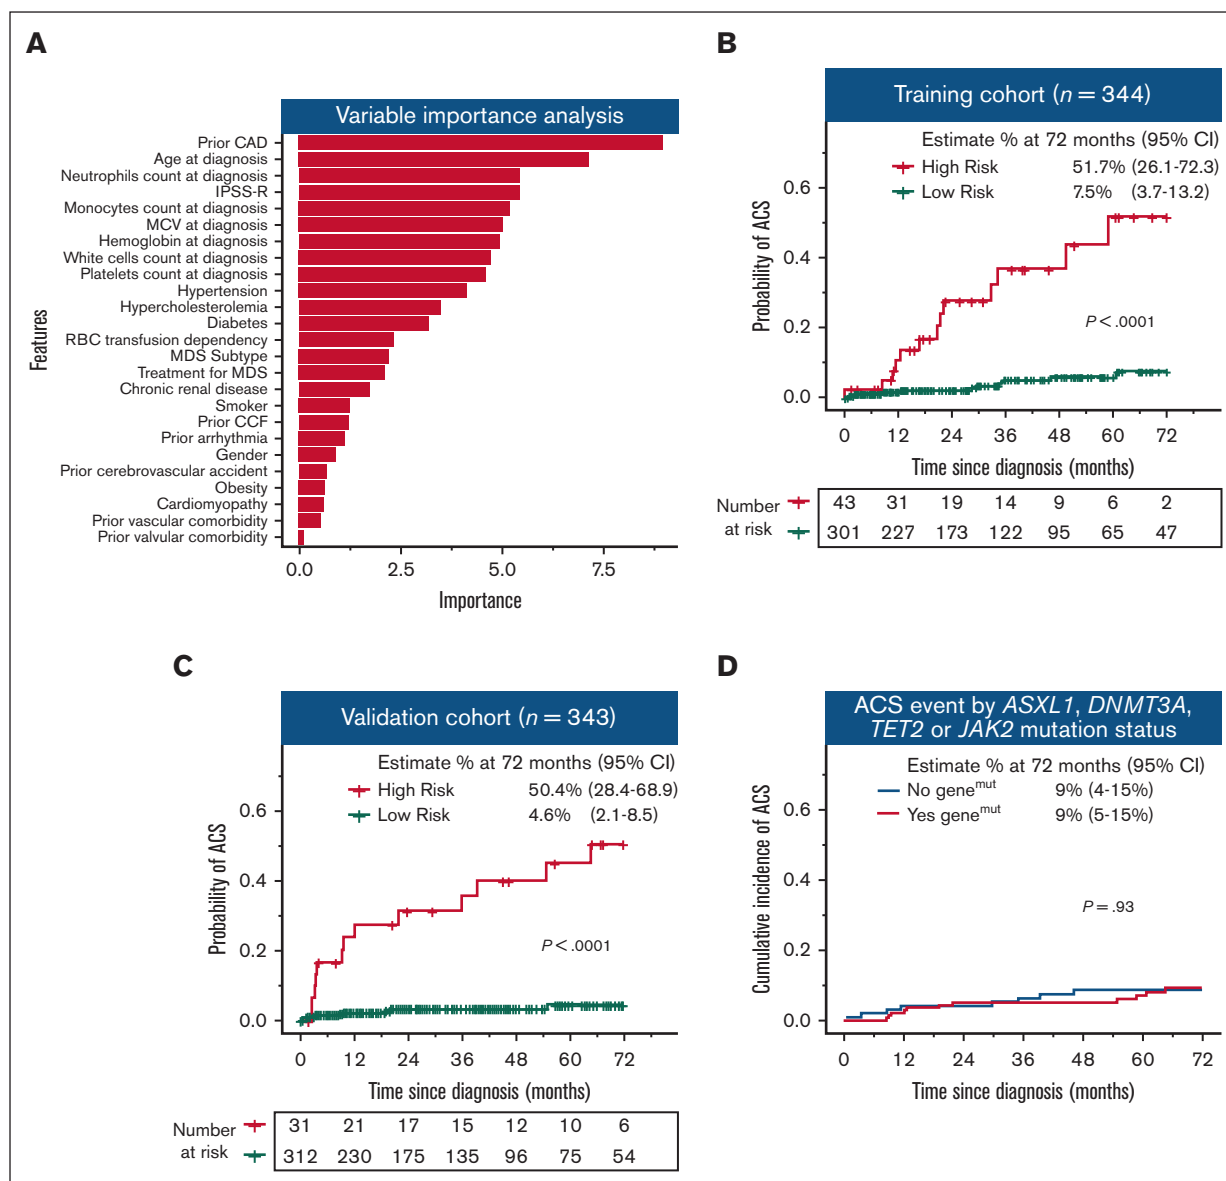 A
Variable importance analysis
Features
Prior CAD
Age at diagnosis
Neutrophils count at diagnosis
IPSS-R
Monocytes count at diagnosis
MCV at diagnosis
Hemoglobin at diagnosis
White cells count at diagnosis
Platelets count at diagnosis
Hypertension
Hypercholesterolemia
Diabetes
RBC transfusion dependency
MDS Subtype
Treatment for MDS
Chronic renal disease
Smoker
Prior CCF
Prior arrhythmia
Gender
Prior cerebrovascular accident
Obesity
Cardiomyopathy
Prior vascular comorbidity
Prior valvular comorbidity
0.0 2.5 5.0 7.5
Importance
B
Training cohort (n = 344)
Estimate % at 72 months (95% CI)
High Risk 51.7% (26.1-72.3)
Low Risk 7.5% (3.7-13.2)
Probability of ACS
0.6
0.4
0.2
0.0
P < .0001
0 12 24 36 48 60 72
Time since diagnosis (months)
Number at risk
43 31 19 14 9 6 2
301 227 173 122 95 65 47
C
Validation cohort (n = 343)
Estimate % at 72 months (95% CI)
High Risk 50.4% (28.4-68.9)
Low Risk 4.6% (2.1-8.5)
Probability of ACS
0.6
0.4
0.2
0.0
P < .0001
0 12 24 36 48 60 72
Time since diagnosis (months)
Number at risk
31 21 17 15 12 10 6
312 230 175 135 96 75 54
D
ACS event by ASXL1, DNMT3A,
TET2 or JAK2 mutation status
Estimate % at 72 months (95% CI)
No gene^mut 9% (4-15%)
Yes gene^mut 9% (5-15%)
Cumulative incidence of ACS
0.6
0.4
0.2
0.0
P = .93
0 12 24 36 48 60 72
Time since diagnosis (months)